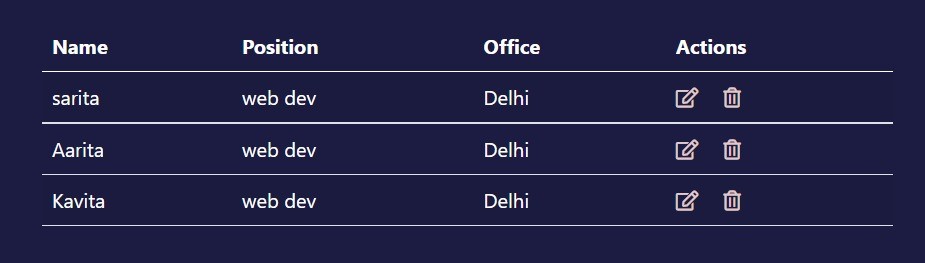 Name Position Office Actions
sarita web dev Delhi
Aarita web dev Delhi
Kavita web dev Delhi